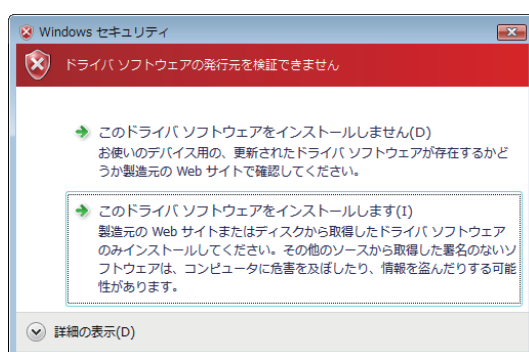 Windows セキュリティ
ドライバ ソフトウェアの発行元を検証できません
このドライバ ソフトウェアをインストールしません(D)
お使いのデバイス用の、更新されたドライバ ソフトウェアが存在するかど
うか製造元の Web サイトで確認してください。
このドライバ ソフトウェアをインストールします(I)
製造元の Web サイトまたはディスクから取得したドライバ ソフトウェア
のみインストールしてください。その他のソースから取得した署名のないソ
フトウェアは、コンピュータに危害を及ぼしたり、情報を盗んだりする可能
性があります。
詳細の表示(D)